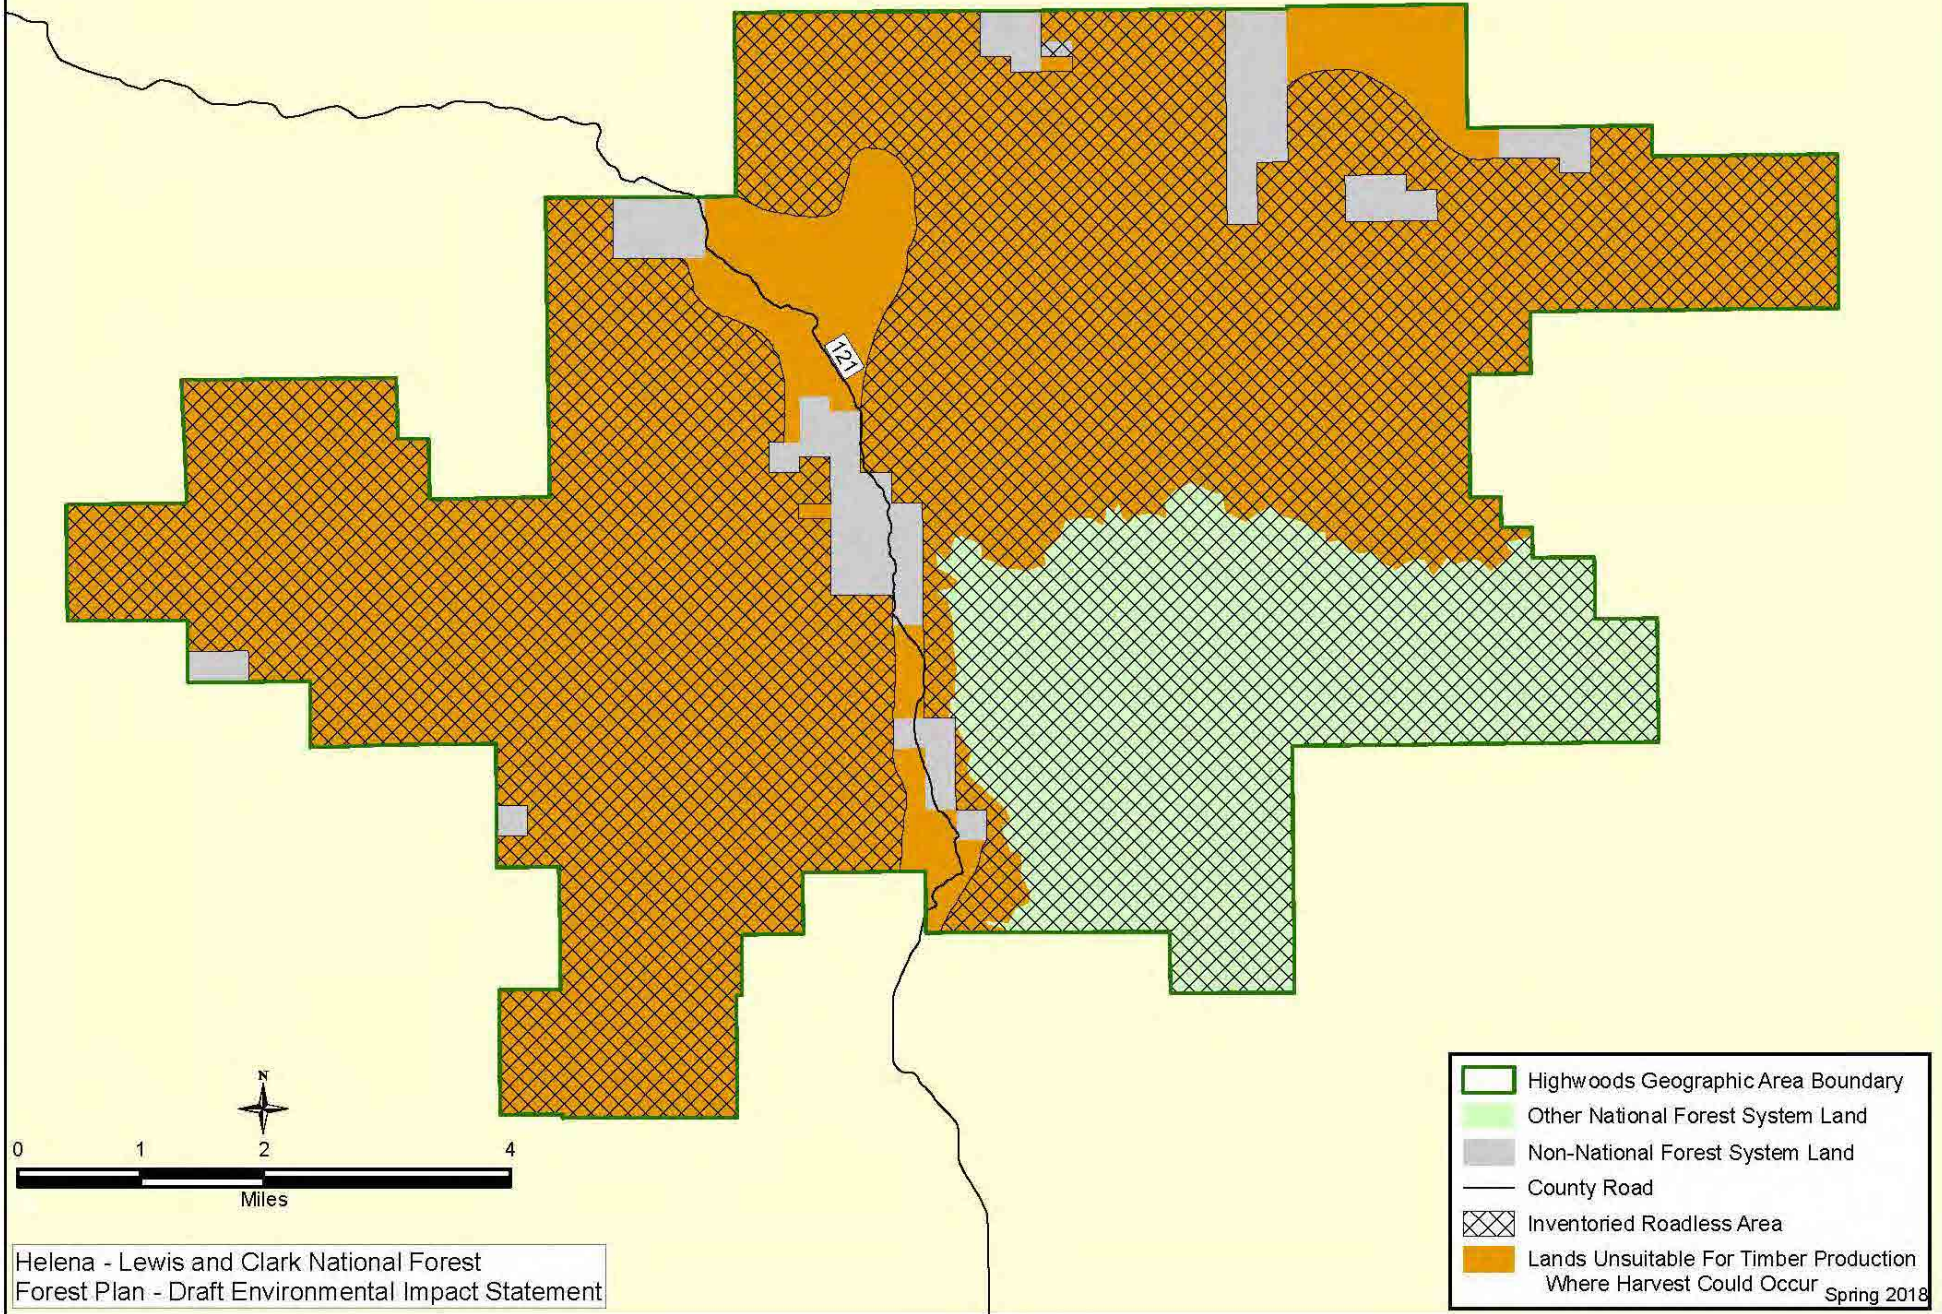 121
N
0 1 2 4
Miles
Helena - Lewis and Clark National Forest
Forest Plan - Draft Environmental Impact Statement
Highwoods Geographic Area Boundary
Other National Forest System Land
Non-National Forest System Land
County Road
Inventoried Roadless Area
Lands Unsuitable For Timber Production
Where Harvest Could Occur
Spring 2018